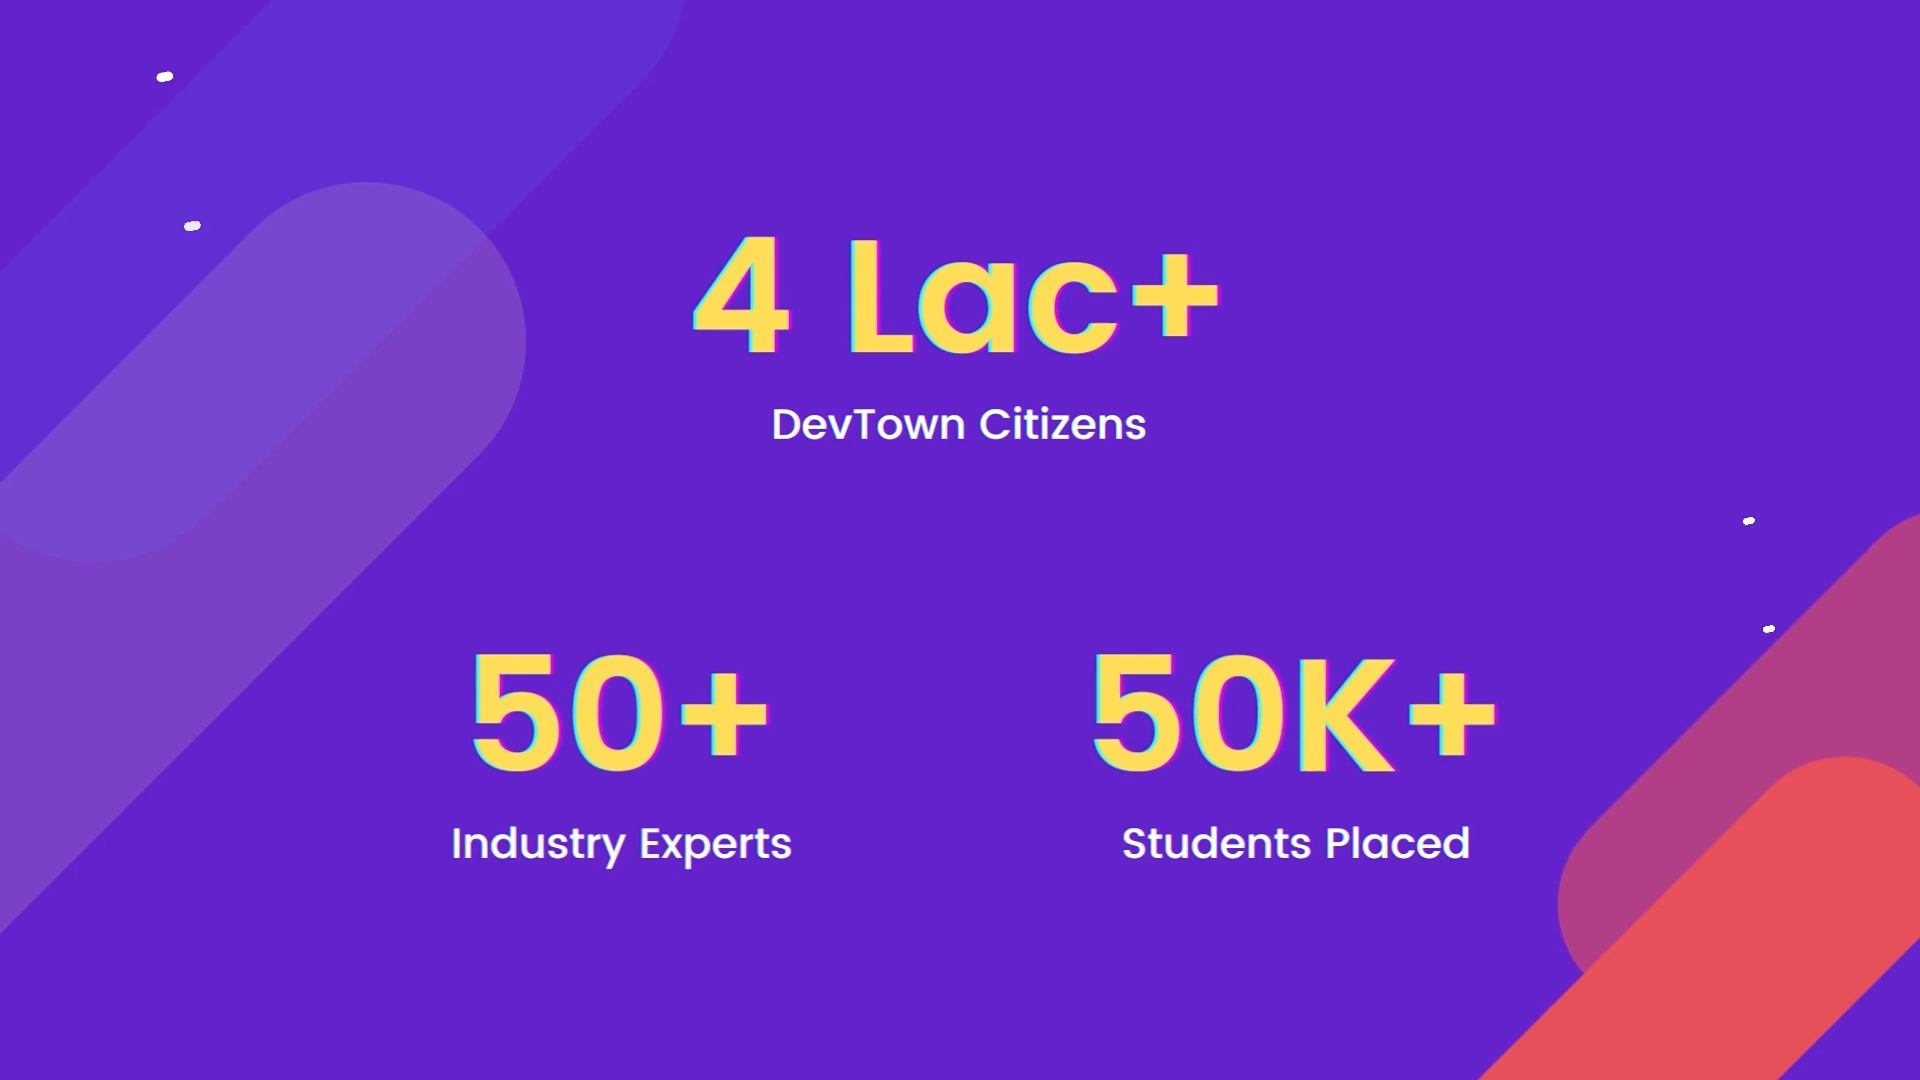 4 Lac+
DevTown Citizens
50+
Industry Experts
50K+
Students Placed